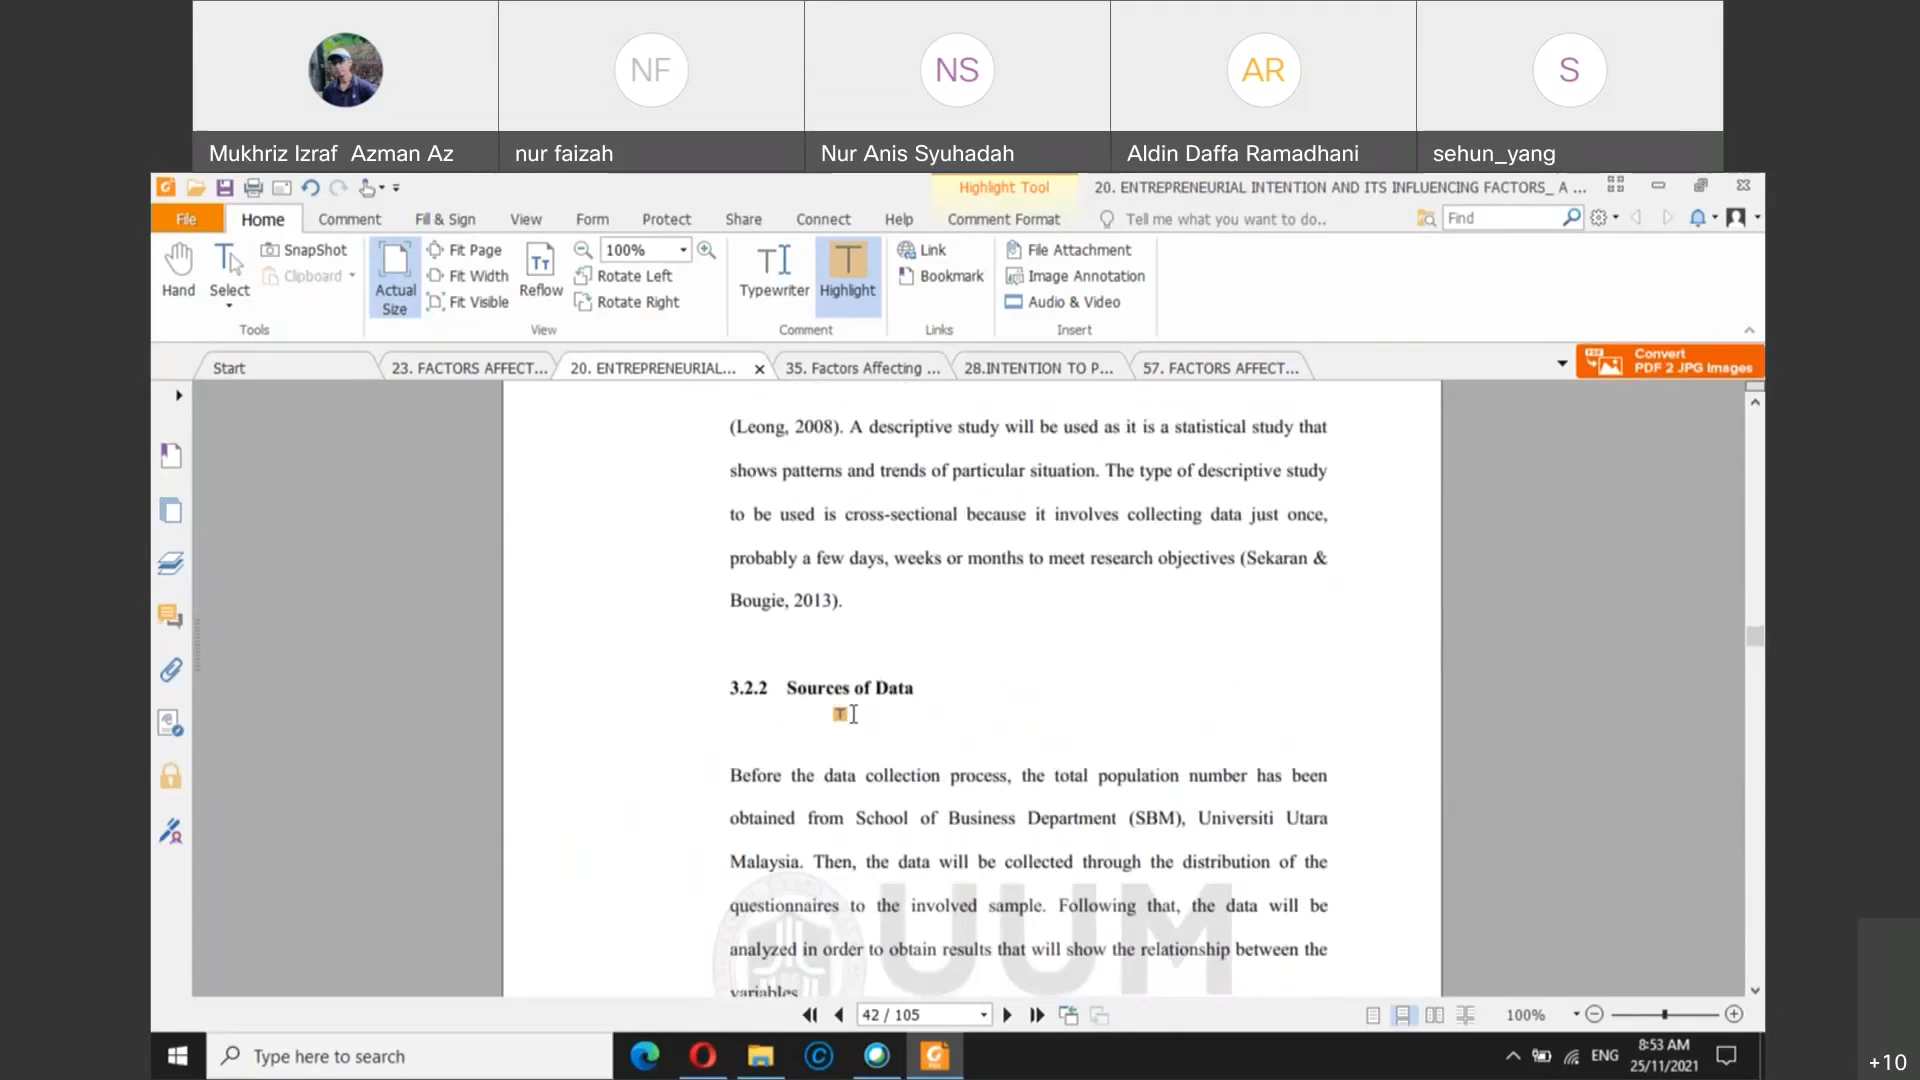 NF
NS
AR
S
Mukhriz Izraf Azman Az
nur faizah
Nur Anis Syuhadah
Aldin Daffa Ramadhani
sehun_yang
Highlight Tool
20. ENTREPRENEURIAL INTENTION AND ITS INFLUENCING FACTORS_ A ...
File
Home
Comment
Fill & Sign
View
Form
Protect
Share
Connect
Help
Comment Format
Tell me what you want to do..
Find
Hand
Select
SnapShot
Clipboard
Tools
Actual
Size
Fit Page
Fit Width
Fit Visible
Reflow
100%
Rotate Left
Rotate Right
View
Typewriter
Highlight
Comment
Link
Bookmark
Links
File Attachment
Image Annotation
Audio & Video
Insert
Start
23. FACTORS AFFECT...
20. ENTREPRENEURIAL...
35. Factors Affecting ...
28.INTENTION TO P...
57. FACTORS AFFECT...
Convert
PDF 2 JPG Images
(Leong, 2008). A descriptive study will be used as it is a statistical study that
shows patterns and trends of particular situation. The type of descriptive study
to be used is cross-sectional because it involves collecting data just once,
probably a few days, weeks or months to meet research objectives (Sekaran &
Bougie, 2013).
3.2.2 Sources of Data
Before the data collection process, the total population number has been
obtained from School of Business Department (SBM), Universiti Utara
Malaysia. Then, the data will be collected through the distribution of the
questionnaires to the involved sample. Following that, the data will be
analyzed in order to obtain results that will show the relationship between the
variables
UUM
42 / 105
100%
Type here to search
ENG
8:53 AM
25/11/2021
+10